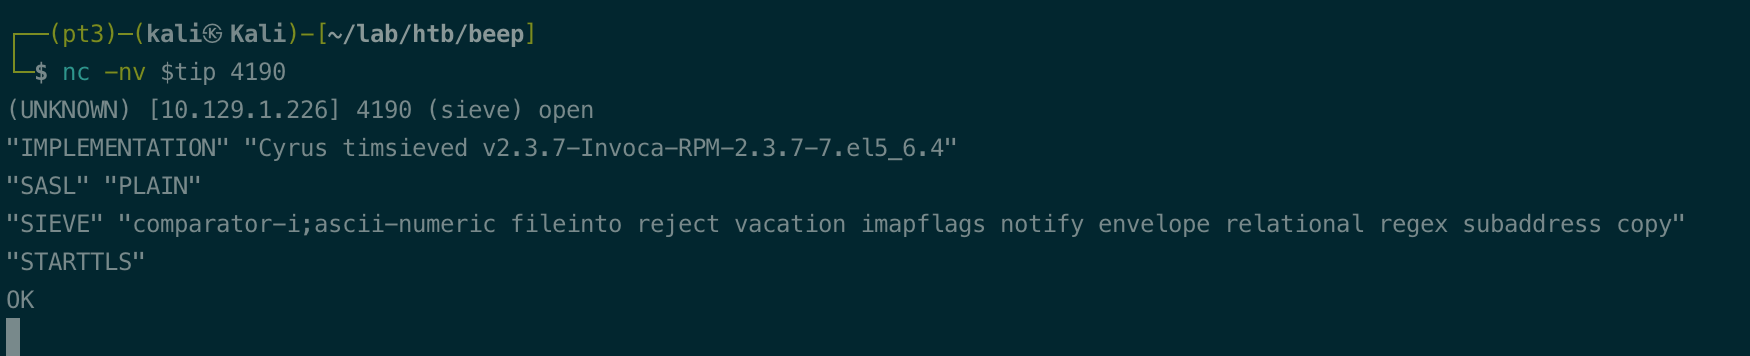 ┌──(pt3)─(kali㉿Kali)-[~/lab/htb/beep]
└─$ nc -nv $tip 4190
(UNKNOWN) [10.129.1.226] 4190 (sieve) open
"IMPLEMENTATION" "Cyrus timsieved v2.3.7-Invoca-RPM-2.3.7-7.el5_6.4"
"SASL" "PLAIN"
"SIEVE" "comparator-i;ascii-numeric fileinto reject vacation imapflags notify envelope relational regex subaddress copy"
"STARTTLS"
OK